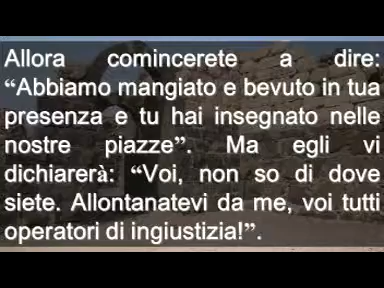 Allora comincerete a dire:
“Abbiamo mangiato e bevuto in tua
presenza e tu hai insegnato nelle
nostre piazze”. Ma egli vi
dichiarerà: “Voi, non so di dove
siete. Allontanatevi da me, voi tutti
operatori di ingiustizia!”.